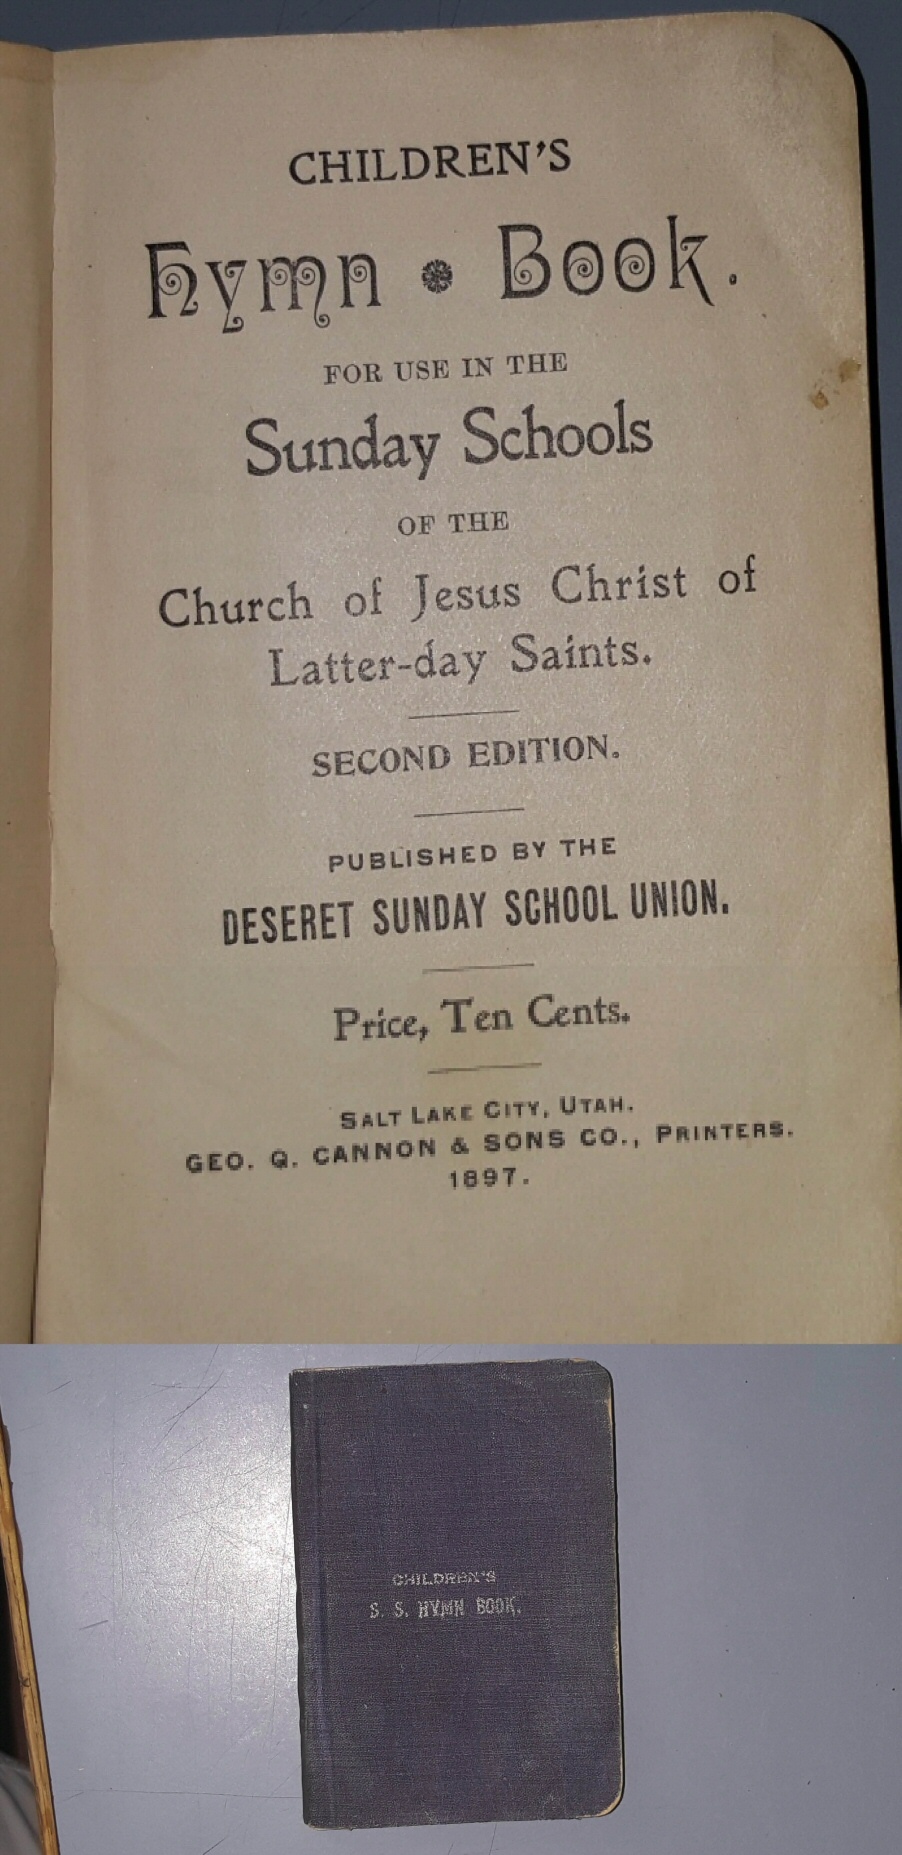 CHILDREN'S
Hymn Book.
FOR USE IN THE
Sunday Schools
OF THE
Church of Jesus Christ of
Latter-day Saints.
SECOND EDITION.
PUBLISHED BY THE
DESERET SUNDAY SCHOOL UNION.
Price, Ten Cents.
SALT LAKE CITY, UTAH.
GEO. Q. CANNON & SONS CO., PRINTERS.
1897.
CHILDREN'S
S. S. HYMN BOOK.